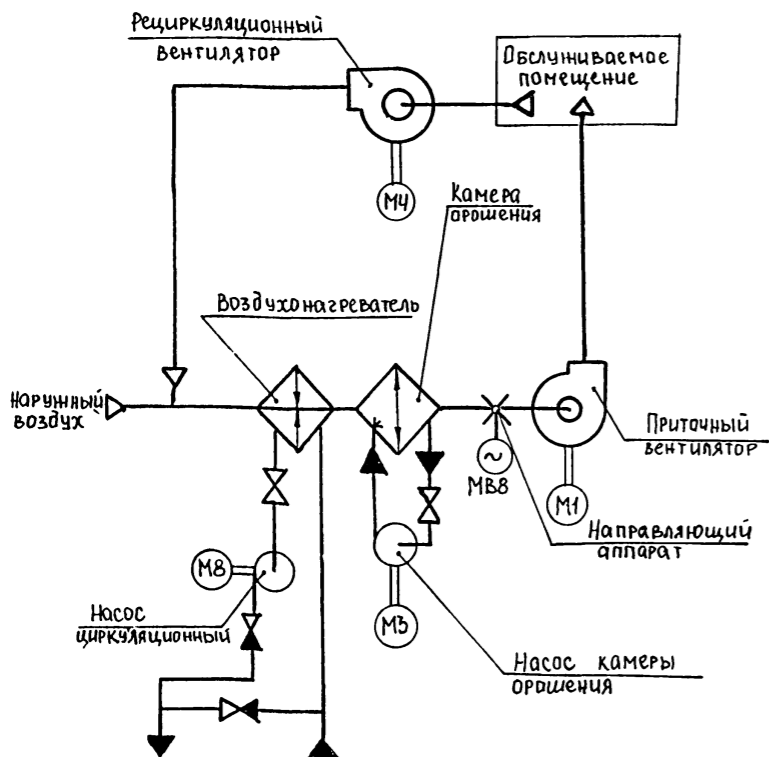 Рециркуляционный
вентилятор
Обслуживаемое
помещение
М4
Камера
орошения
Воздухонагреватель
Наружный
воздух
Приточный
вентилятор
МВ8
М1
Направляющий
аппарат
М8
Насос
циркуляционный
М3
Насос камеры
орошения